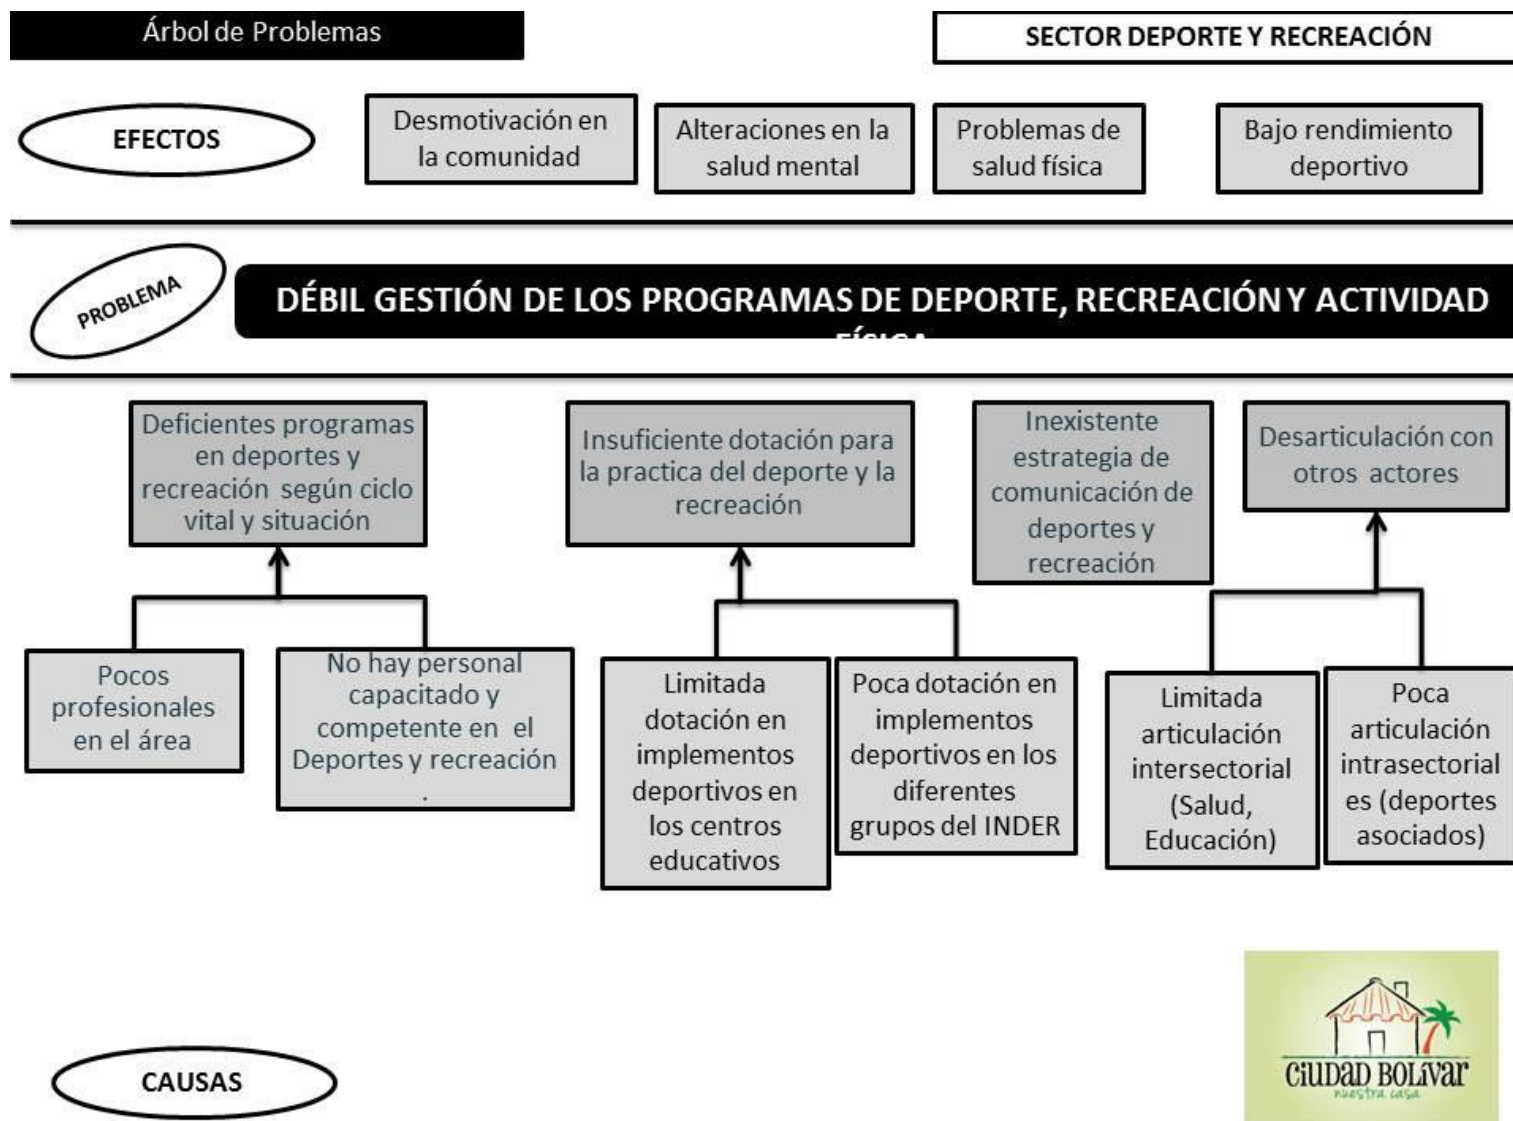 Árbol de Problemas
SECTOR DEPORTE Y RECREACIÓN
EFECTOS
Desmotivación en
la comunidad
Alteraciones en la
salud mental
Problemas de
salud física
Bajo rendimiento
deportivo
PROBLEMA
DÉBIL GESTIÓN DE LOS PROGRAMAS DE DEPORTE, RECREACIÓN Y ACTIVIDAD
FÍSICA
Deficientes programas
en deportes y
recreación según ciclo
vital y situación
Insuficiente dotación para
la practica del deporte y la
recreación
Inexistente
estrategia de
comunicación de
deportes y
recreación
Desarticulación con
otros actores
Pocos
profesionales
en el área
No hay personal
capacitado y
competente en el
Deportes y recreación
.
Limitada
dotación en
implementos
deportivos en
los centros
educativos
Poca dotación en
implementos
deportivos en los
diferentes
grupos del INDER
Limitada
articulación
intersectorial
(Salud,
Educación)
Poca
articulación
intrasectorial
es (deportes
asociados)
CAUSAS
CIUDAD BOLívar
nuestra casa